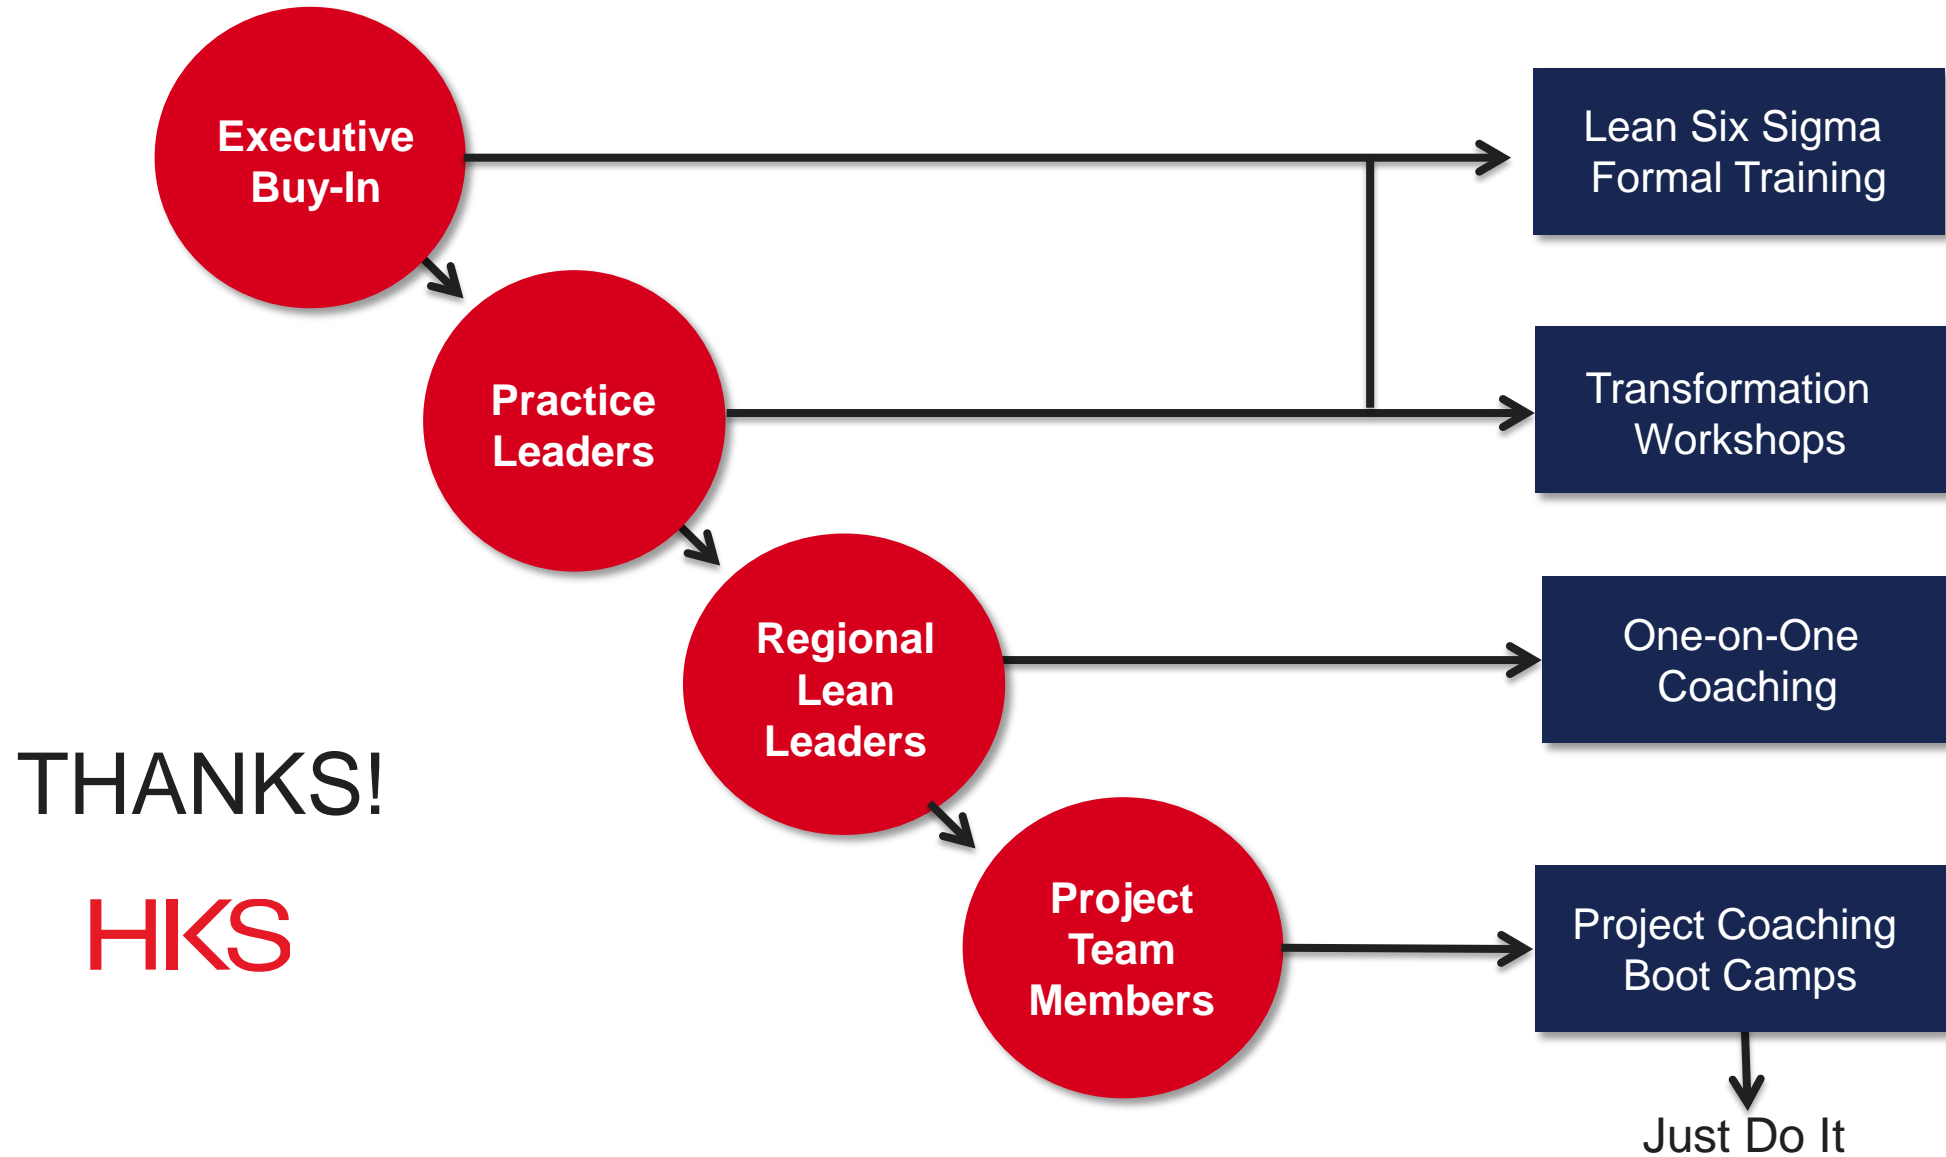 Executive
Buy-In
Lean Six Sigma
Formal Training
Practice
Leaders
Transformation
Workshops
Regional
Lean
Leaders
One-on-One
Coaching
THANKS!
HKS
Project
Team
Members
Project Coaching
Boot Camps
Just Do It